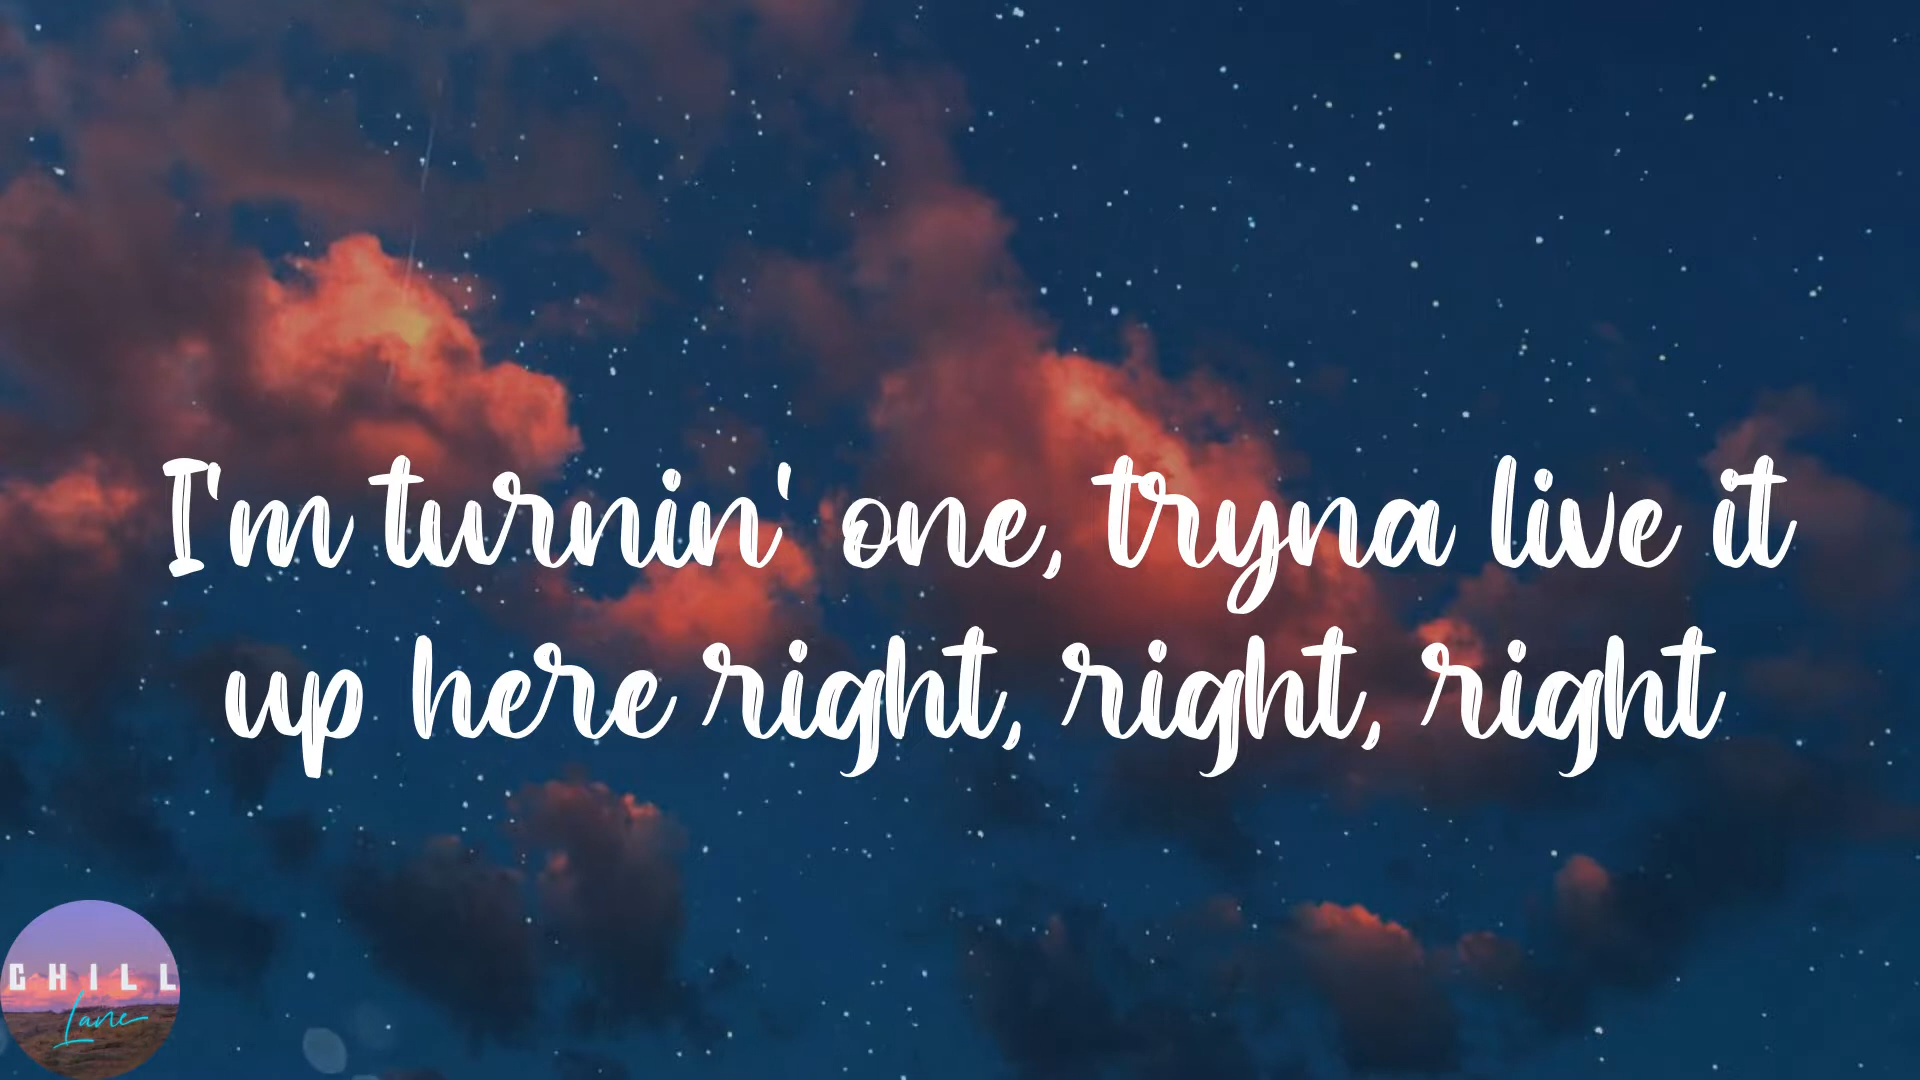 I'm turnin' one, tryna live it
up here right, right, right
CHILL
Lane